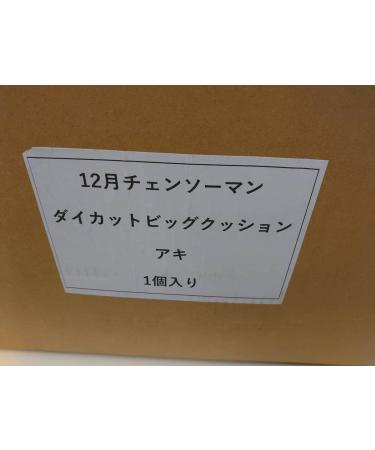 12月チェンソーマン
ダイカットビッグクッション
アキ
1個入り